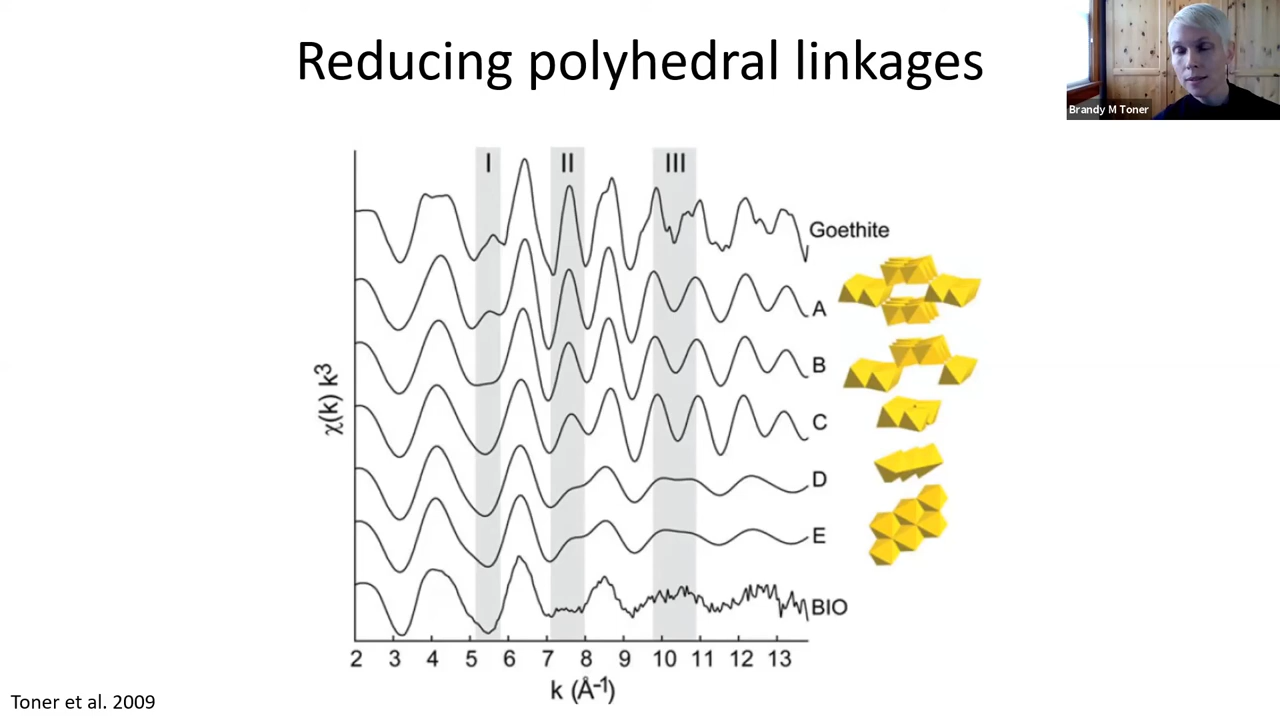 Reducing polyhedral linkages
Brandy M Toner
I II III
Goethite
A
B
C
D
E
BIO
χ(k) k³
2 3 4 5 6 7 8 9 10 11 12 13
k (Å⁻¹)
Toner et al. 2009